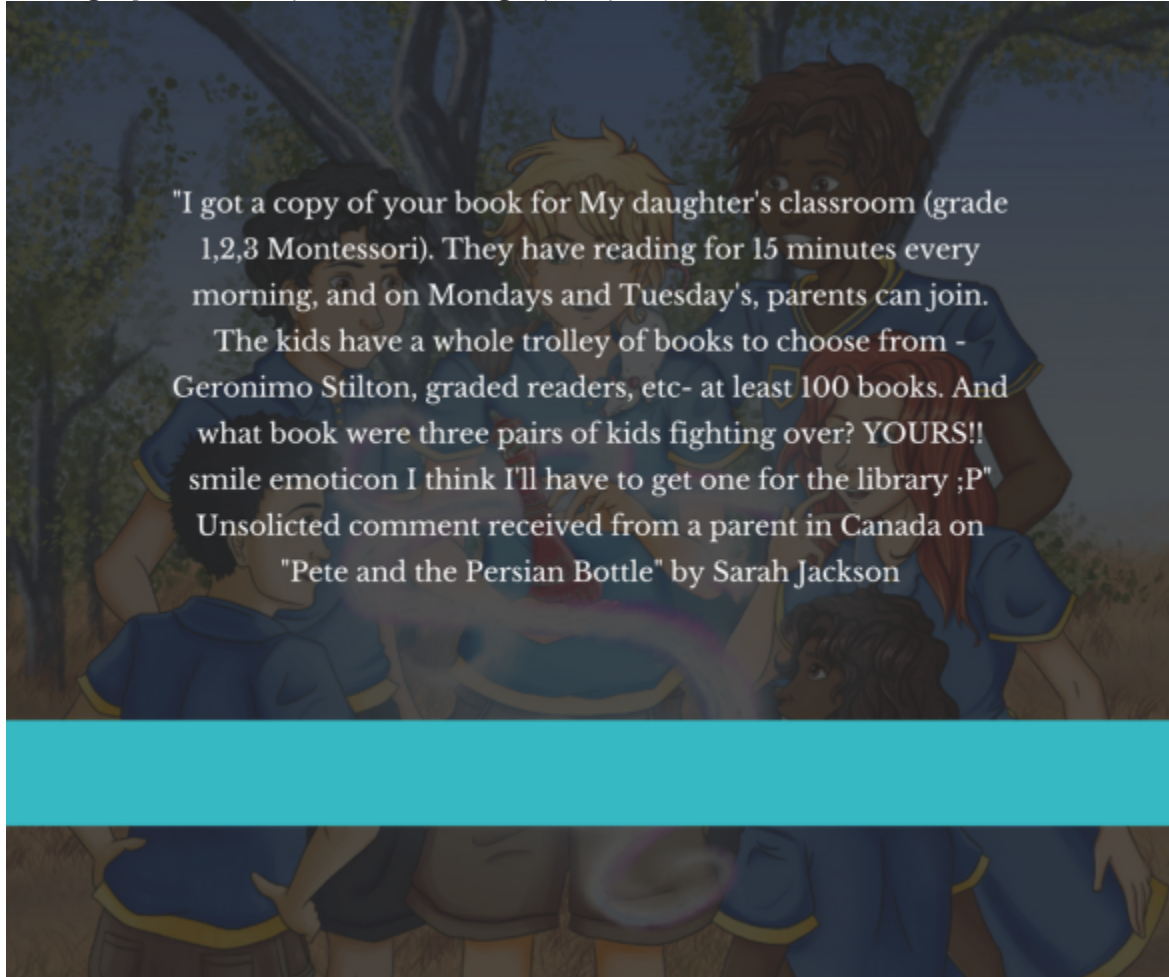 "I got a copy of your book for My daughter's classroom (grade
1,2,3 Montessori). They have reading for 15 minutes every
morning, and on Mondays and Tuesday's, parents can join.
The kids have a whole trolley of books to choose from -
Geronimo Stilton, graded readers, etc- at least 100 books. And
what book were three pairs of kids fighting over? YOURS!!
smile emoticon I think I'll have to get one for the library ;P"
Unsolicted comment received from a parent in Canada on
"Pete and the Persian Bottle" by Sarah Jackson